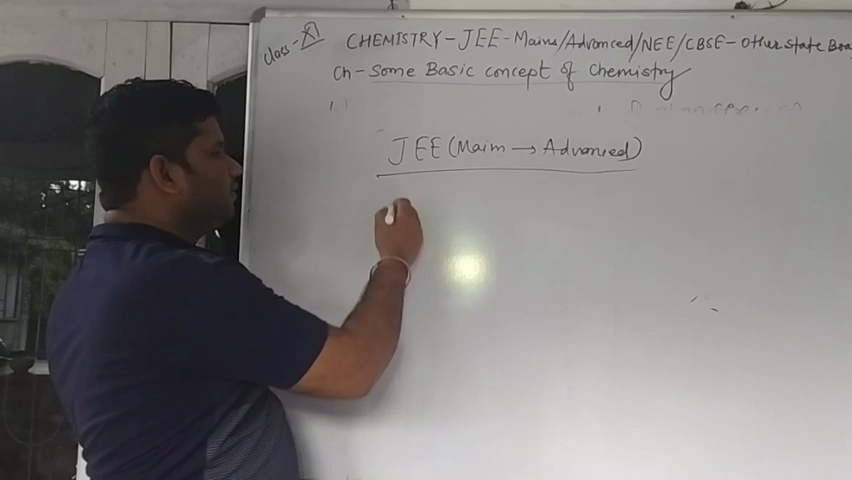 Class - XI
CHEMISTRY - JEE - Mains/Advanced/NEE/CBSE - Other State Boa
Ch - Some Basic concept of Chemistry
JEE (Maim → Advanced)